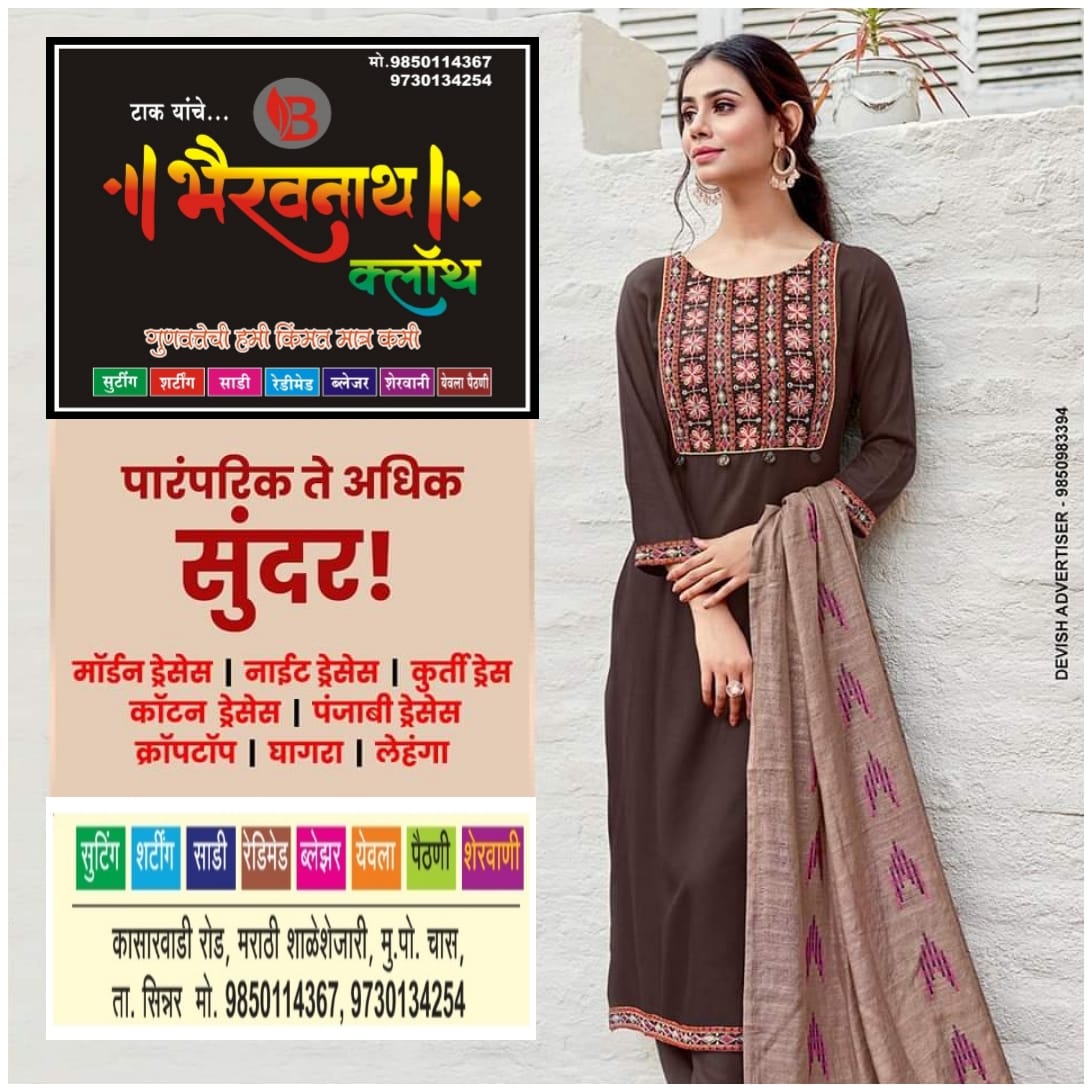 मो.9850114367
9730134254
टाक यांचे...
B
भैरवनाथ
क्लॉथ
गुणवत्तेची हमी किंमत मात्र कमी
सुटींग शर्टींग साडी रेडीमेड ब्लेजर शेरवानी येवला पैठणी
पारंपरिक ते अधिक
सुंदर!
मॉर्डन ड्रेसेस | नाईट ड्रेसेस | कुर्ती ड्रेस
कॉटन ड्रेसेस | पंजाबी ड्रेसेस
क्रॉपटॉप | घागरा | लेहंगा
सुटिंग शर्टींग साडी रेडिमेड ब्लेझर येवला पैठणी शेरवाणी
कासारवाडी रोड, मराठी शाळेशेजारी, मु.पो. चास,
ता. सिन्नर मो. 9850114367, 9730134254
DEVISH ADVERTISER - 9850983394